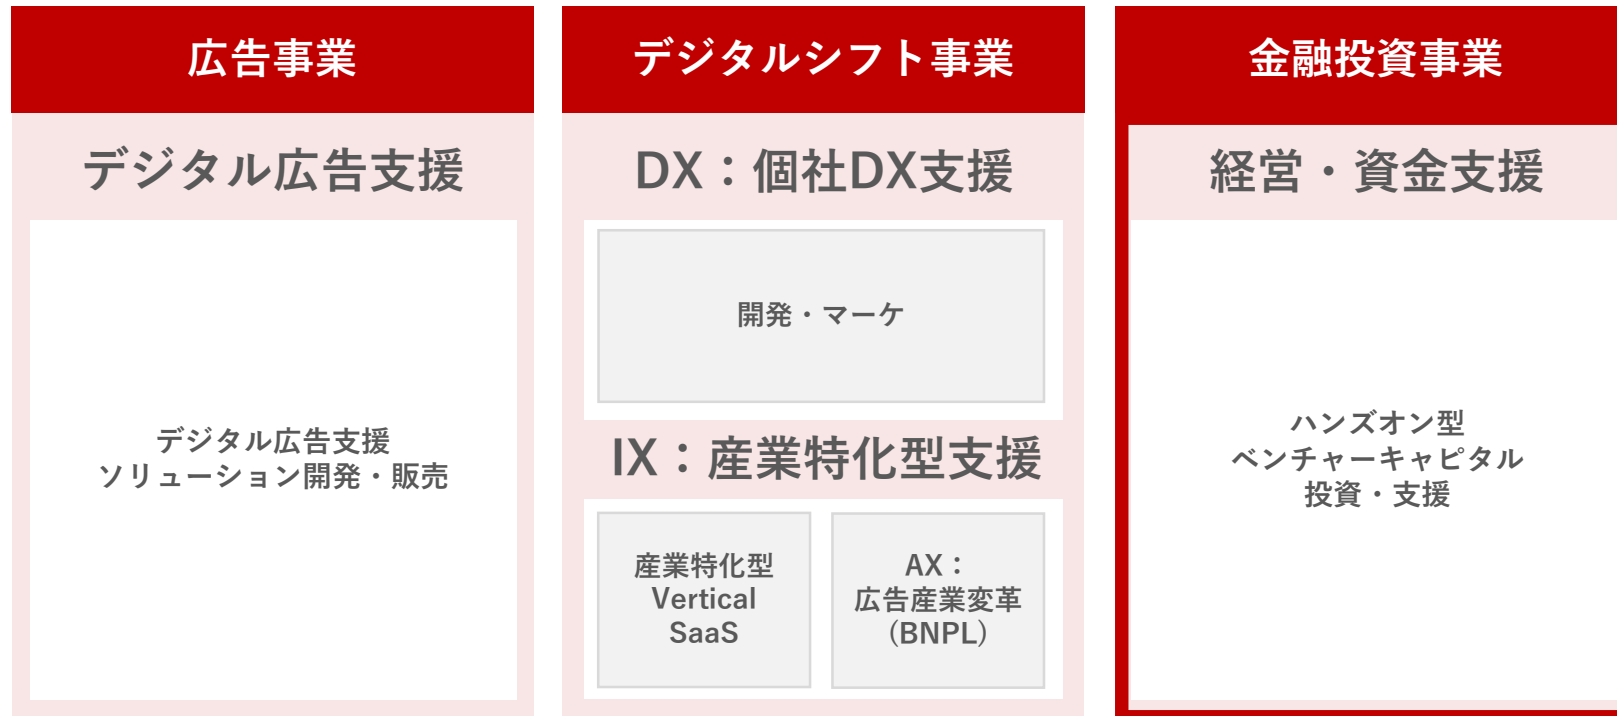 広告事業
デジタル広告支援
デジタル広告支援
ソリューション開発・販売
デジタルシフト事業
DX：個社DX支援
開発・マーケ
IX：産業特化型支援
産業特化型
Vertical
SaaS
AX：
広告産業変革
(BNPL)
金融投資事業
経営・資金支援
ハンズオン型
ベンチャーキャピタル
投資・支援